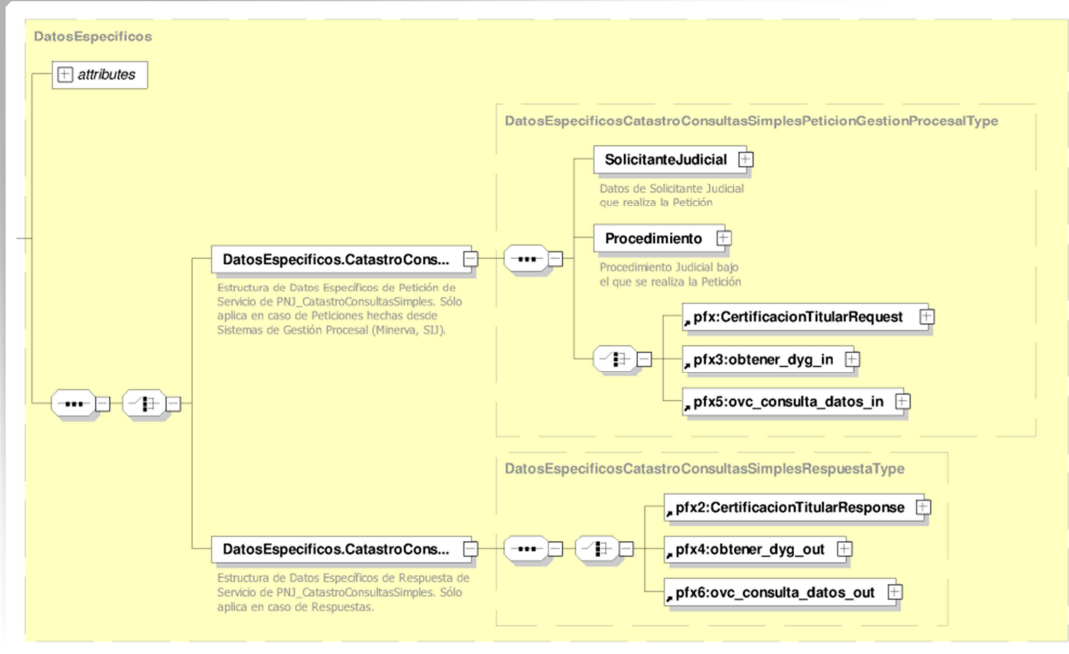 DatosEspecificos
attributes
DatosEspecificosCatastroConsultasSimplesPeticionGestionProcesalType
SolicitanteJudicial
Datos de Solicitante Judicial
que realiza la Petición
Procedimiento
Procedimiento Judicial bajo
el que se realiza la Petición
DatosEspecificos.CatastroCons...
Estructura de Datos Específicos de Petición de
Servicio de PNJ_CatastroConsultasSimples. Sólo
aplica en caso de Peticiones hechas desde
Sistemas de Gestión Procesal (Minerva, SIJ).
pfx:CertificacionTitularRequest
pfx3:obtener_dyg_in
pfx5:ovc_consulta_datos_in
DatosEspecificosCatastroConsultasSimplesRespuestaType
pfx2:CertificacionTitularResponse
DatosEspecificos.CatastroCons...
Estructura de Datos Específicos de Respuesta de
Servicio de PNJ_CatastroConsultasSimples. Sólo
aplica en caso de Respuestas.
pfx4:obtener_dyg_out
pfx6:ovc_consulta_datos_out